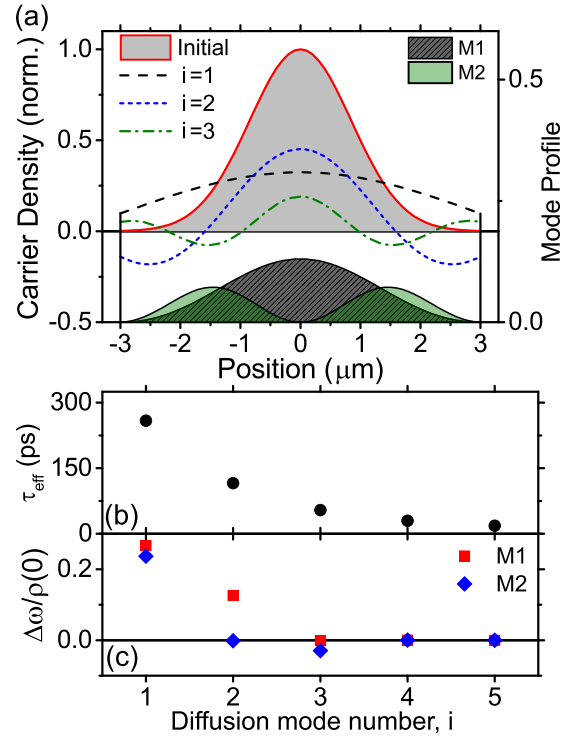 (a)
Initial
i=1
i=2
i=3
M1
M2
Carrier Density (norm.)
1.0
0.5
0.0
-0.5
Mode Profile
0.5
0.0
-3 -2 -1 0 1 2 3
Position (μm)
τeff (ps)
300
150
0
(b)
Δω/ρ(0)
0.2
0.0
M1
M2
(c)
1 2 3 4 5
Diffusion mode number, i